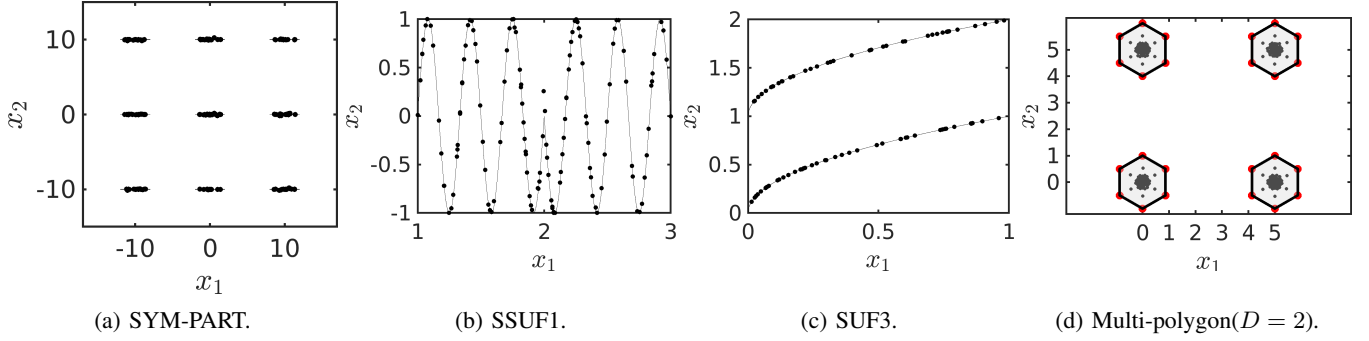 10
0
-10
x2
-10 0 10
x1
(a) SYM-PART.
1
0.5
0
-0.5
-1
x2
1 2 3
x1
(b) SSUF1.
2
1.5
1
0.5
0
x2
0 0.5 1
x1
(c) SUF3.
5
4
3
2
1
0
x2
0 1 2 3 4 5
x1
(d) Multi-polygon(D = 2).